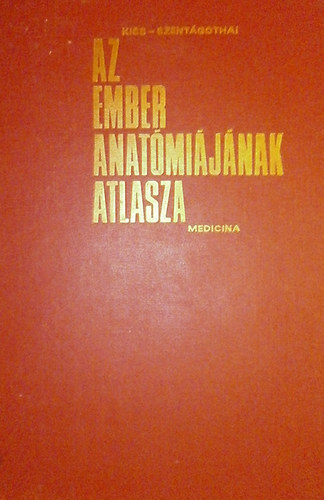 KISS - SZENTÁGOTHAI
AZ
EMBER
ANATÓMIÁJÁNAK
ATLASZA
MEDICINA